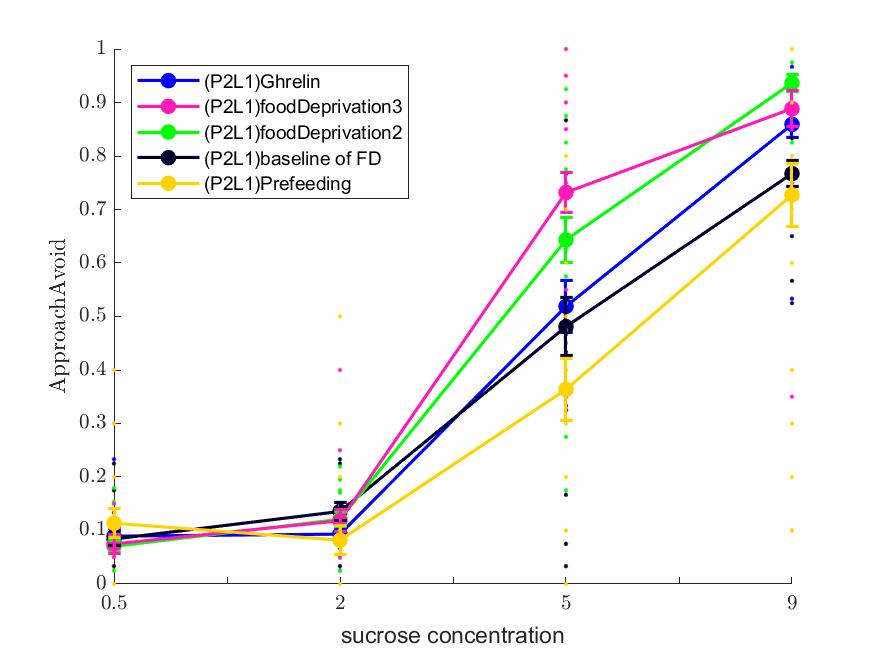 1
0.9
0.8
0.7
0.6
0.5
0.4
0.3
0.2
0.1
0
ApproachAvoid
(P2L1)Ghrelin
(P2L1)foodDeprivation3
(P2L1)foodDeprivation2
(P2L1)baseline of FD
(P2L1)Prefeeding
0.5 2 5 9
sucrose concentration